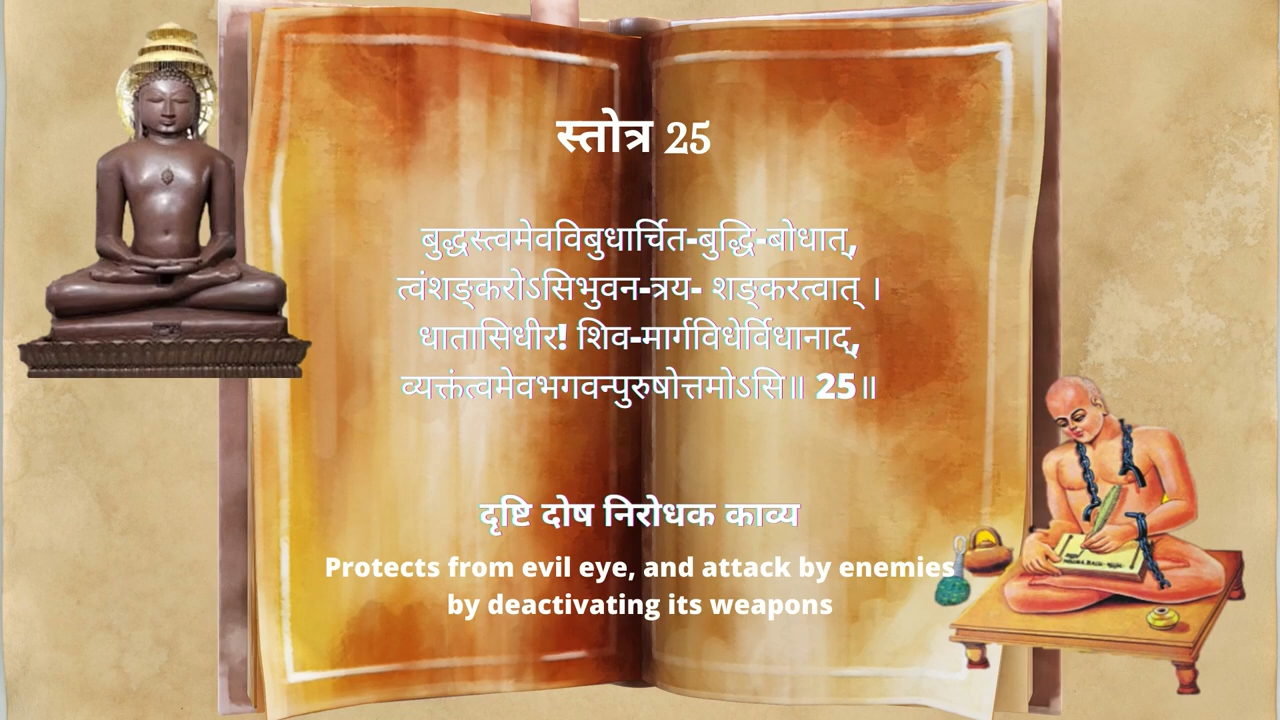 स्तोत्र 25
बुद्धस्त्वमेवविबुधार्चित-बुद्धि-बोधात्,
त्वंशङ्करोऽसिभुवन-त्रय- शङ्करत्वात् ।
धातासिधीर! शिव-मार्गविधेर्विधानाद्,
व्यक्तंत्वमेवभगवन्पुरुषोत्तमोऽसि॥ 25॥
दृष्टि दोष निरोधक काव्य
Protects from evil eye, and attack by enemies
by deactivating its weapons